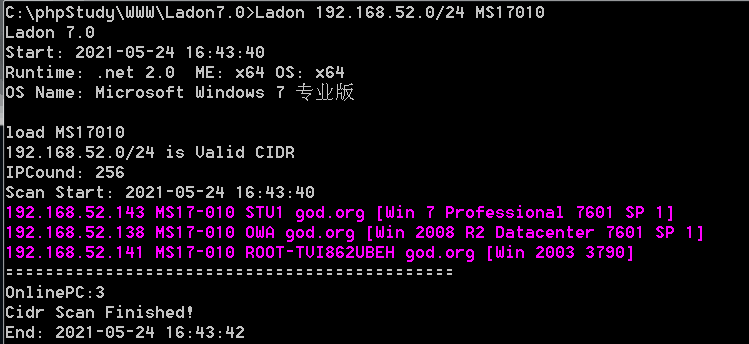 C:\phpStudy\WWW\Ladon7.0>Ladon 192.168.52.0/24 MS17010
Ladon 7.0
Start: 2021-05-24 16:43:40
Runtime: .net 2.0  ME: x64 OS: x64
OS Name: Microsoft Windows 7 专业版
load MS17010
192.168.52.0/24 is Valid CIDR
IPCount: 256
Scan Start: 2021-05-24 16:43:40
192.168.52.143 MS17-010 STU1 god.org [Win 7 Professional 7601 SP 1]
192.168.52.138 MS17-010 OWA god.org [Win 2008 R2 Datacenter 7601 SP 1]
192.168.52.141 MS17-010 ROOT-TVI862UBEH god.org [Win 2003 3790]
=============================================
OnlinePC:3
Cidr Scan Finished!
End: 2021-05-24 16:43:42